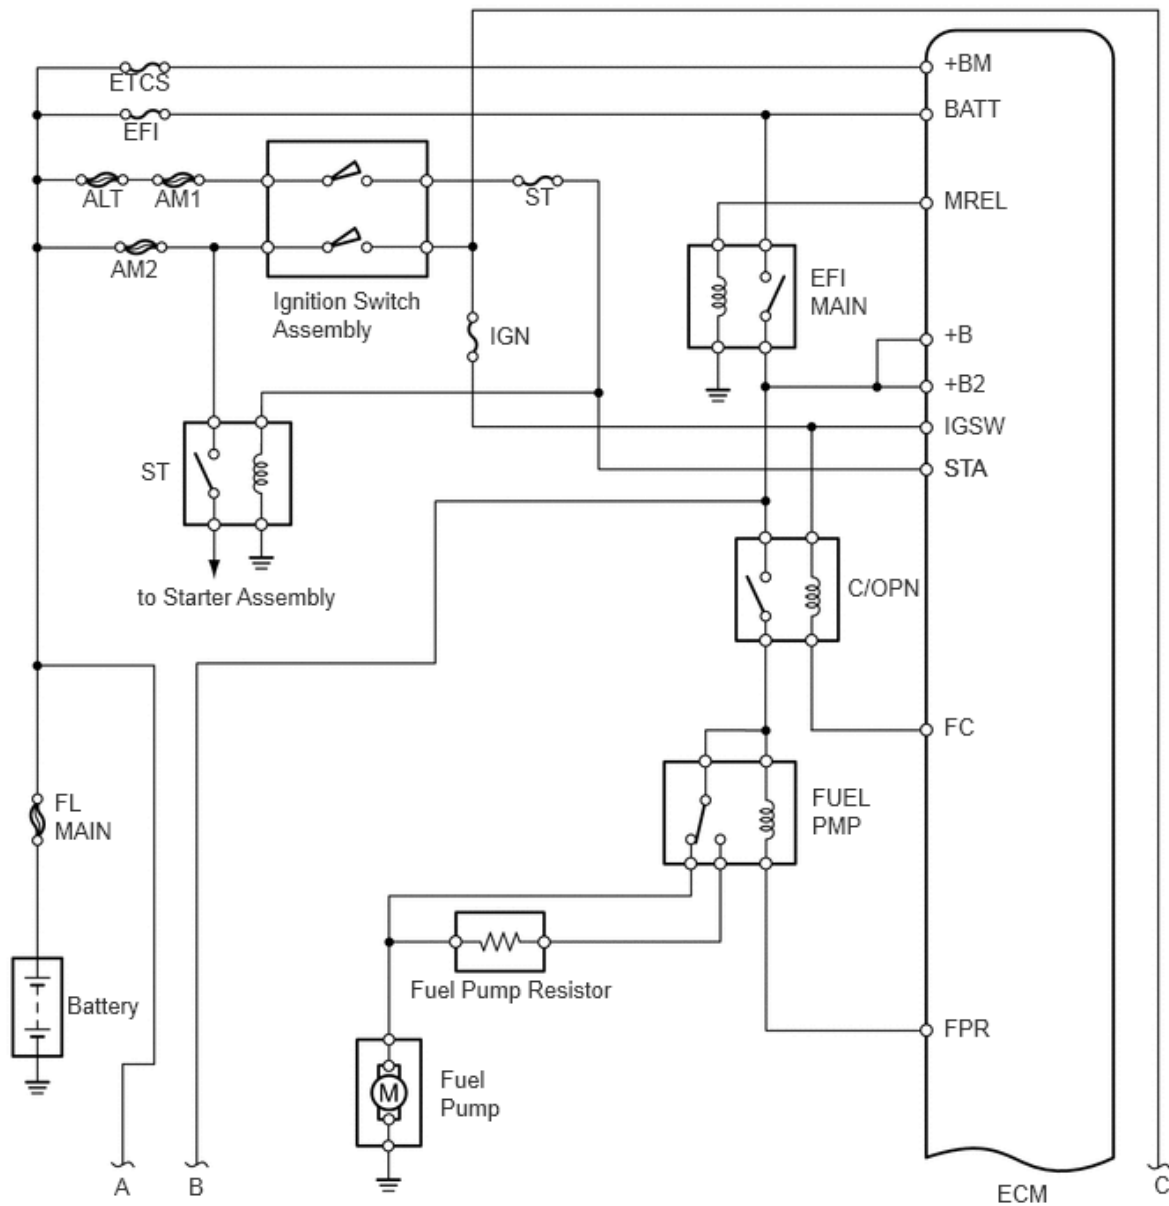 ETCS
+BM
EFI
BATT
ALT
AM1
ST
MREL
AM2
EFI
MAIN
Ignition Switch
Assembly
IGN
+B
+B2
IGSW
ST
STA
C/OPN
to Starter Assembly
FC
FL
MAIN
FUEL
PMP
Battery
Fuel Pump Resistor
FPR
Fuel
Pump
M
A
B
ECM
C